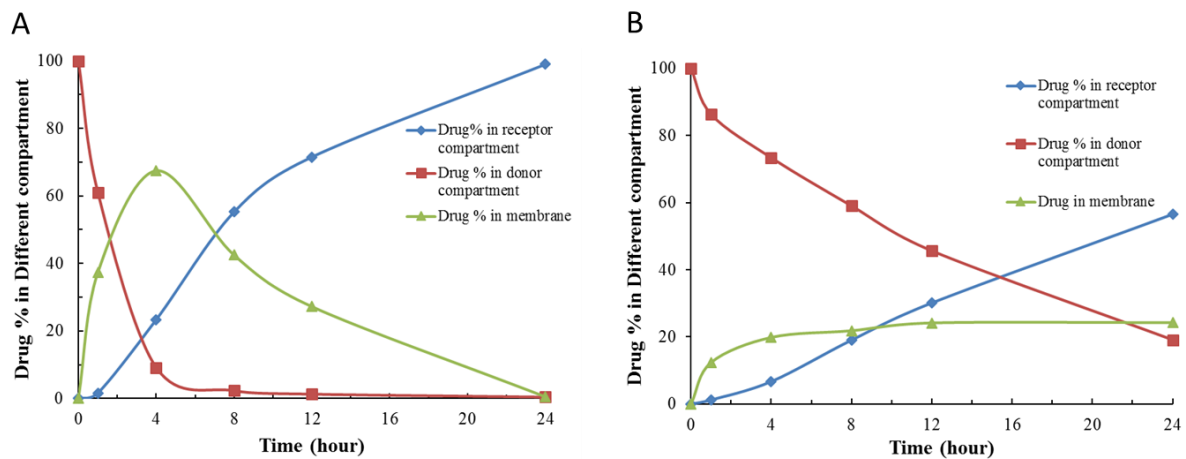 A
Drug % in Different compartment
100
80
60
40
20
0
0
4
8
12
16
20
24
Time (hour)
Drug% in receptor
compartment
Drug % in donor
compartment
Drug % in membrane
B
Drug % in Different compartment
100
80
60
40
20
0
0
4
8
12
16
20
24
Time (hour)
Drug % in receptor
compartment
Drug % in donor
compartment
Drug in membrane